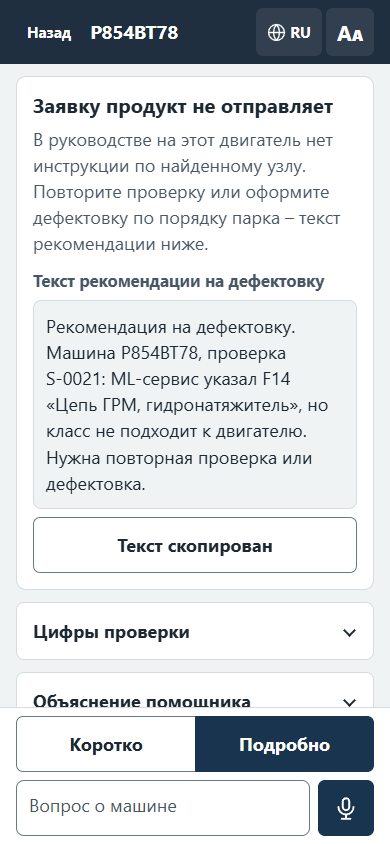 Назад P854BT78 RU Aᴀ
Заявку продукт не отправляет
В руководстве на этот двигатель нет
инструкции по найденному узлу.
Повторите проверку или оформите
дефектовку по порядку парка – текст
рекомендации ниже.
Текст рекомендации на дефектовку
Рекомендация на дефектовку.
Машина P854BT78, проверка
S-0021: ML-сервис указал F14
«Цепь ГРМ, гидронатяжитель», но
класс не подходит к двигателю.
Нужна повторная проверка или
дефектовка.
Текст скопирован
Цифры проверки
Объяснение помощника
Коротко Подробно
Вопрос о машине